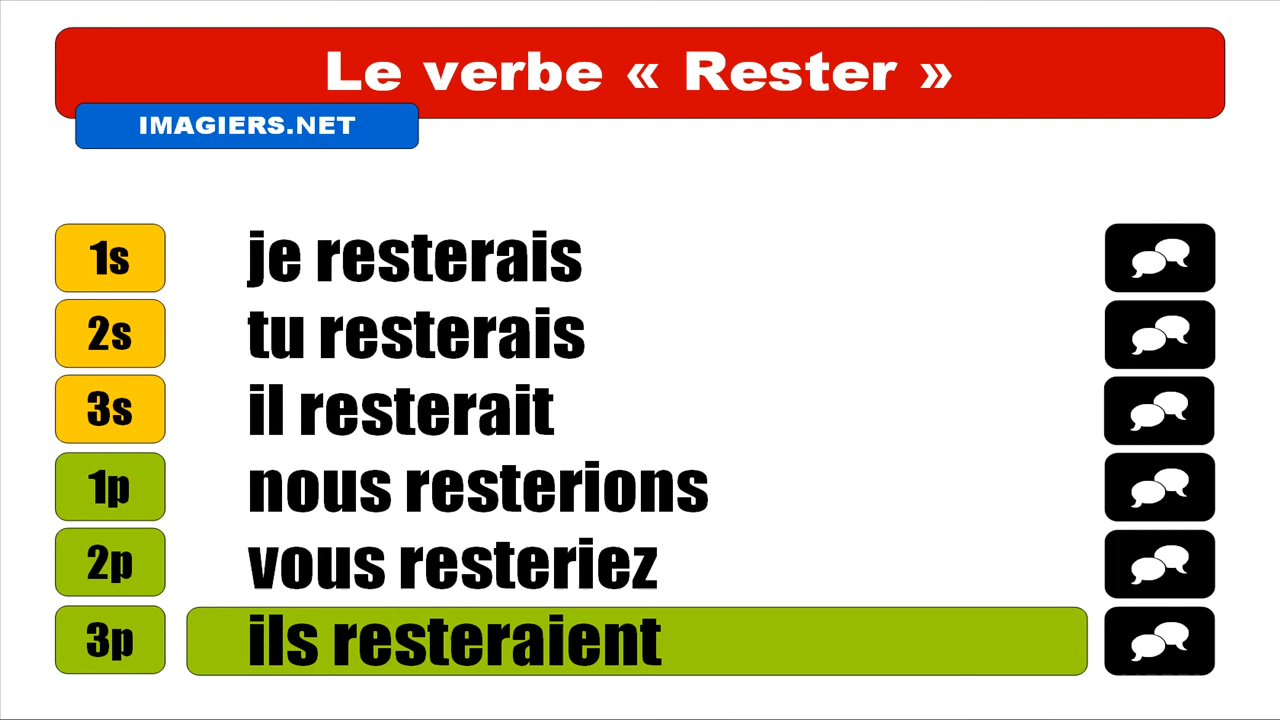 Le verbe « Rester »
IMAGIERS.NET
1s je resterais
2s tu resterais
3s il resterait
1p nous resterions
2p vous resteriez
3p ils resteraient